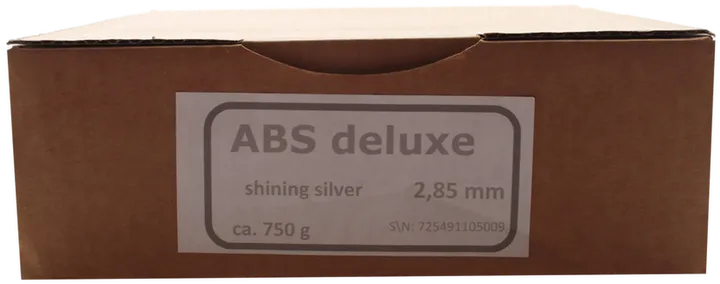 ABS deluxe
shining silver 2,85 mm
ca. 750 g S\N: 725491105009